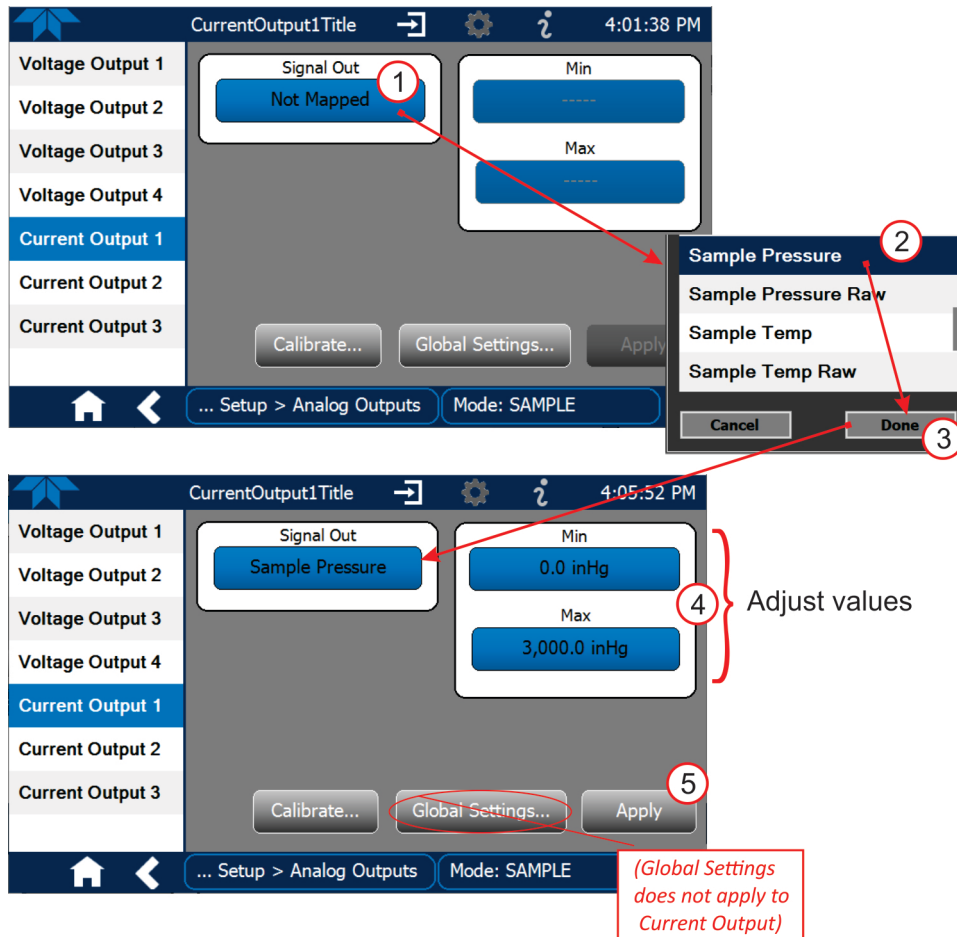 CurrentOutput1Title 4:01:38 PM
Voltage Output 1
Voltage Output 2
Voltage Output 3
Voltage Output 4
Current Output 1
Current Output 2
Current Output 3
Signal Out
Not Mapped
1
Min
-----
Max
-----
Calibrate...
Global Settings...
Apply
... Setup > Analog Outputs
Mode: SAMPLE
2
Sample Pressure
Sample Pressure Raw
Sample Temp
Sample Temp Raw
Cancel
Done
3
CurrentOutput1Title 4:05:52 PM
Voltage Output 1
Voltage Output 2
Voltage Output 3
Voltage Output 4
Current Output 1
Current Output 2
Current Output 3
Signal Out
Sample Pressure
Min
0.0 inHg
Max
3,000.0 inHg
4
Adjust values
Calibrate...
Global Settings...
Apply
5
... Setup > Analog Outputs
Mode: SAMPLE
(Global Settings
does not apply to
Current Output)